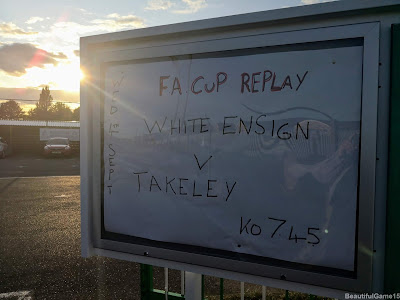 FA CUP REPLAY
WHITE ENSIGN
V
TAKELEY
KO 7.45
BeautifulGame15